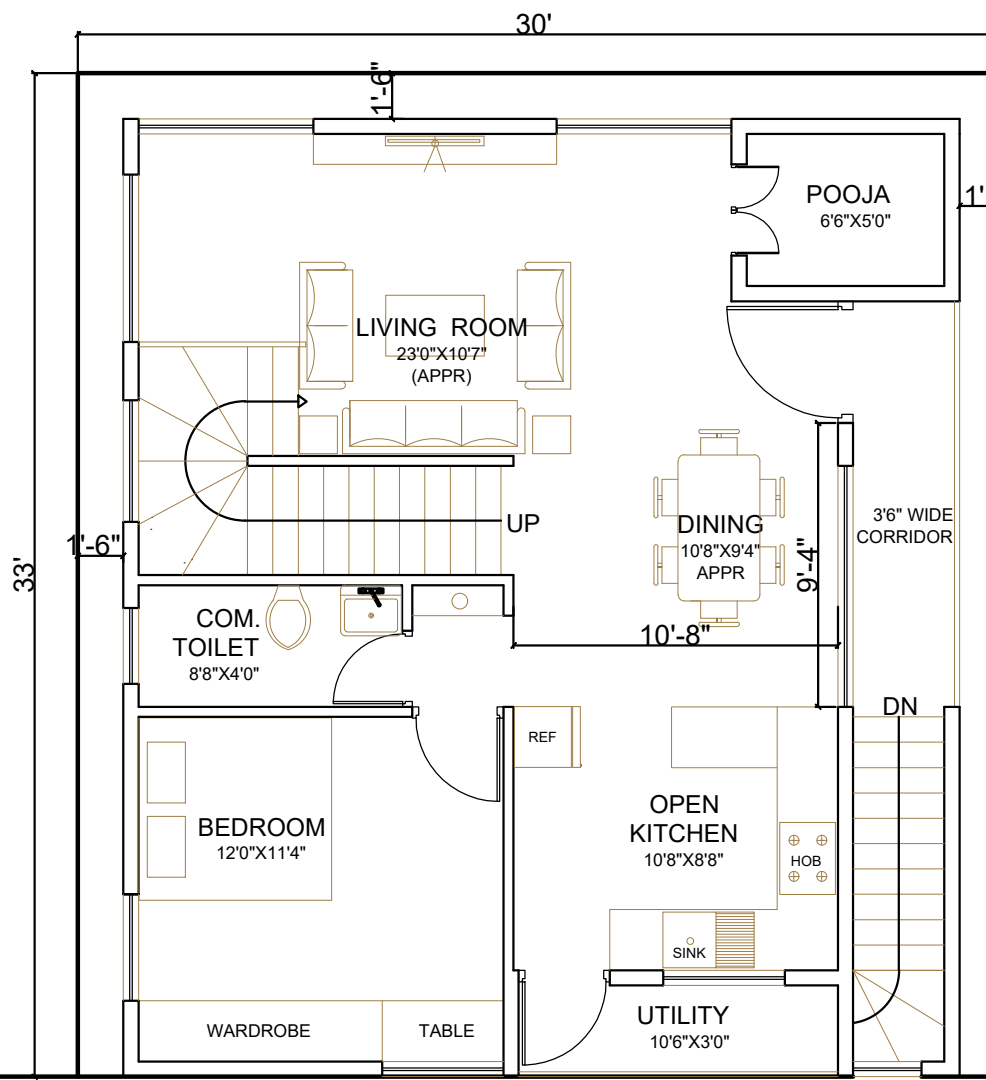 30'
1'-6"
POOJA
6'6"X5'0"
1'
LIVING ROOM
23'0"X10'7"
(APPR)
UP
DINING
10'8"X9'4"
APPR
3'6" WIDE
CORRIDOR
9'-4"
1'-6"
33'
COM.
TOILET
8'8"X4'0"
10'-8"
DN
REF
OPEN
KITCHEN
10'8"X8'8"
HOB
BEDROOM
12'0"X11'4"
SINK
WARDROBE
TABLE
UTILITY
10'6"X3'0"